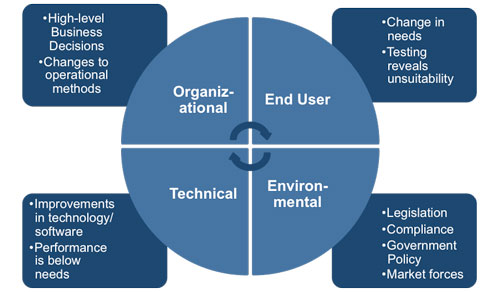 •High-level
Business
Decisions
•Changes to
operational
methods
•Change in
needs
•Testing
reveals
unsuitability
Organiz-
ational
End User
Technical
Environ-
mental
•Improvements
in technology/
software
•Performance
is below
needs
•Legislation
•Compliance
•Government
Policy
•Market forces